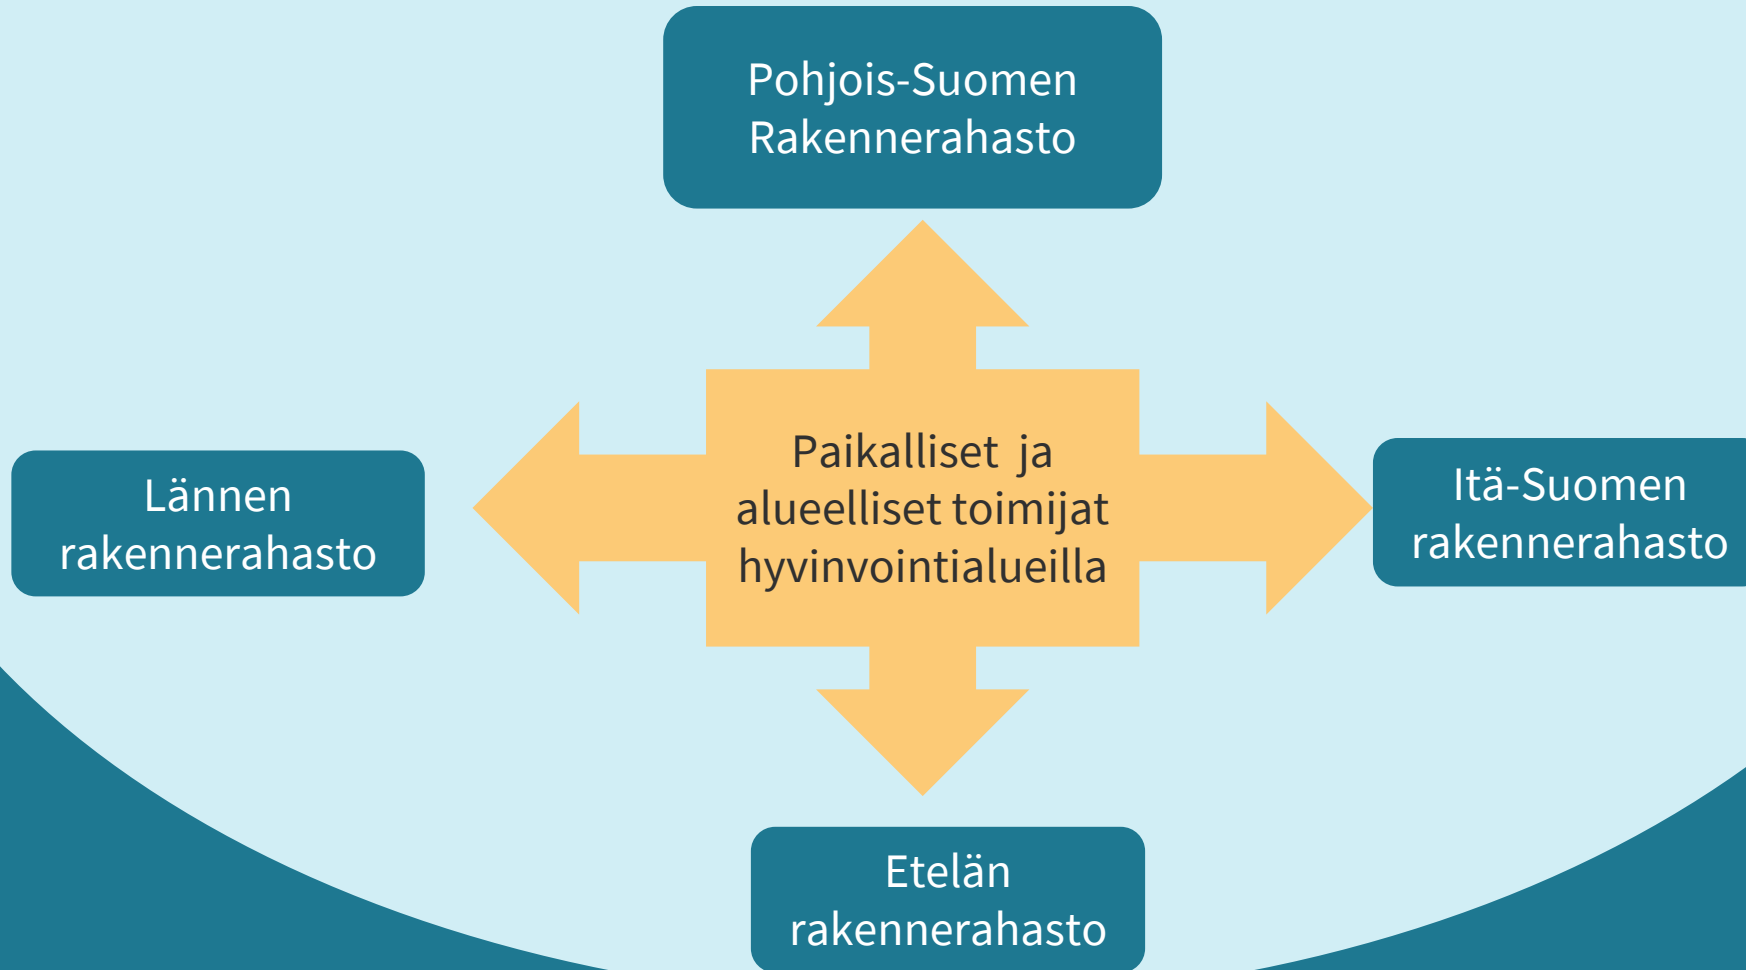 Pohjois-Suomen
Rakennerahasto
Lännen
rakennerahasto
Paikalliset ja
alueelliset toimijat
hyvinvointialueilla
Itä-Suomen
rakennerahasto
Etelän
rakennerahasto